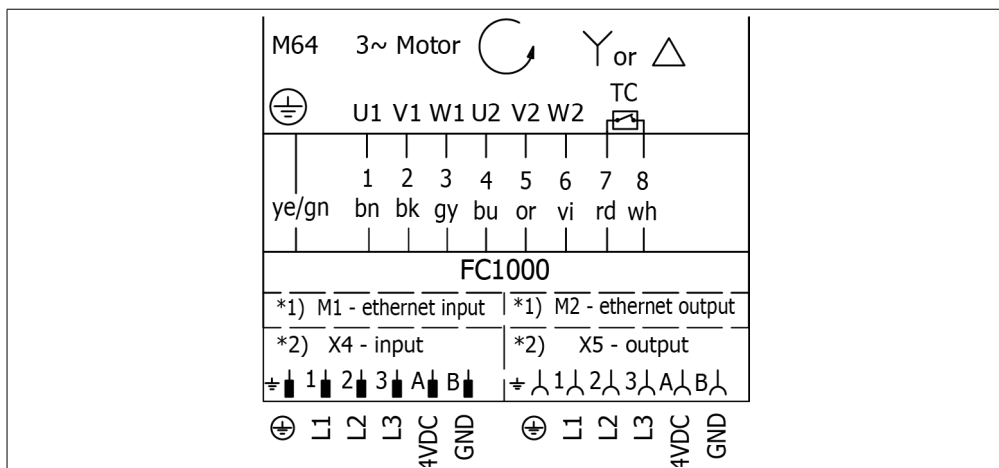 M64 3~ Motor or
TC
U1 V1 W1 U2 V2 W2
1 2 3 4 5 6 7 8
ye/gn bn bk gy bu or vi rd wh
FC1000
*1) M1 - ethernet input *1) M2 - ethernet output
*2) X4 - input *2) X5 - output
1 2 3 A B 1 2 3 A B
L1 L2 L3 4VDC GND L1 L2 L3 4VDC GND